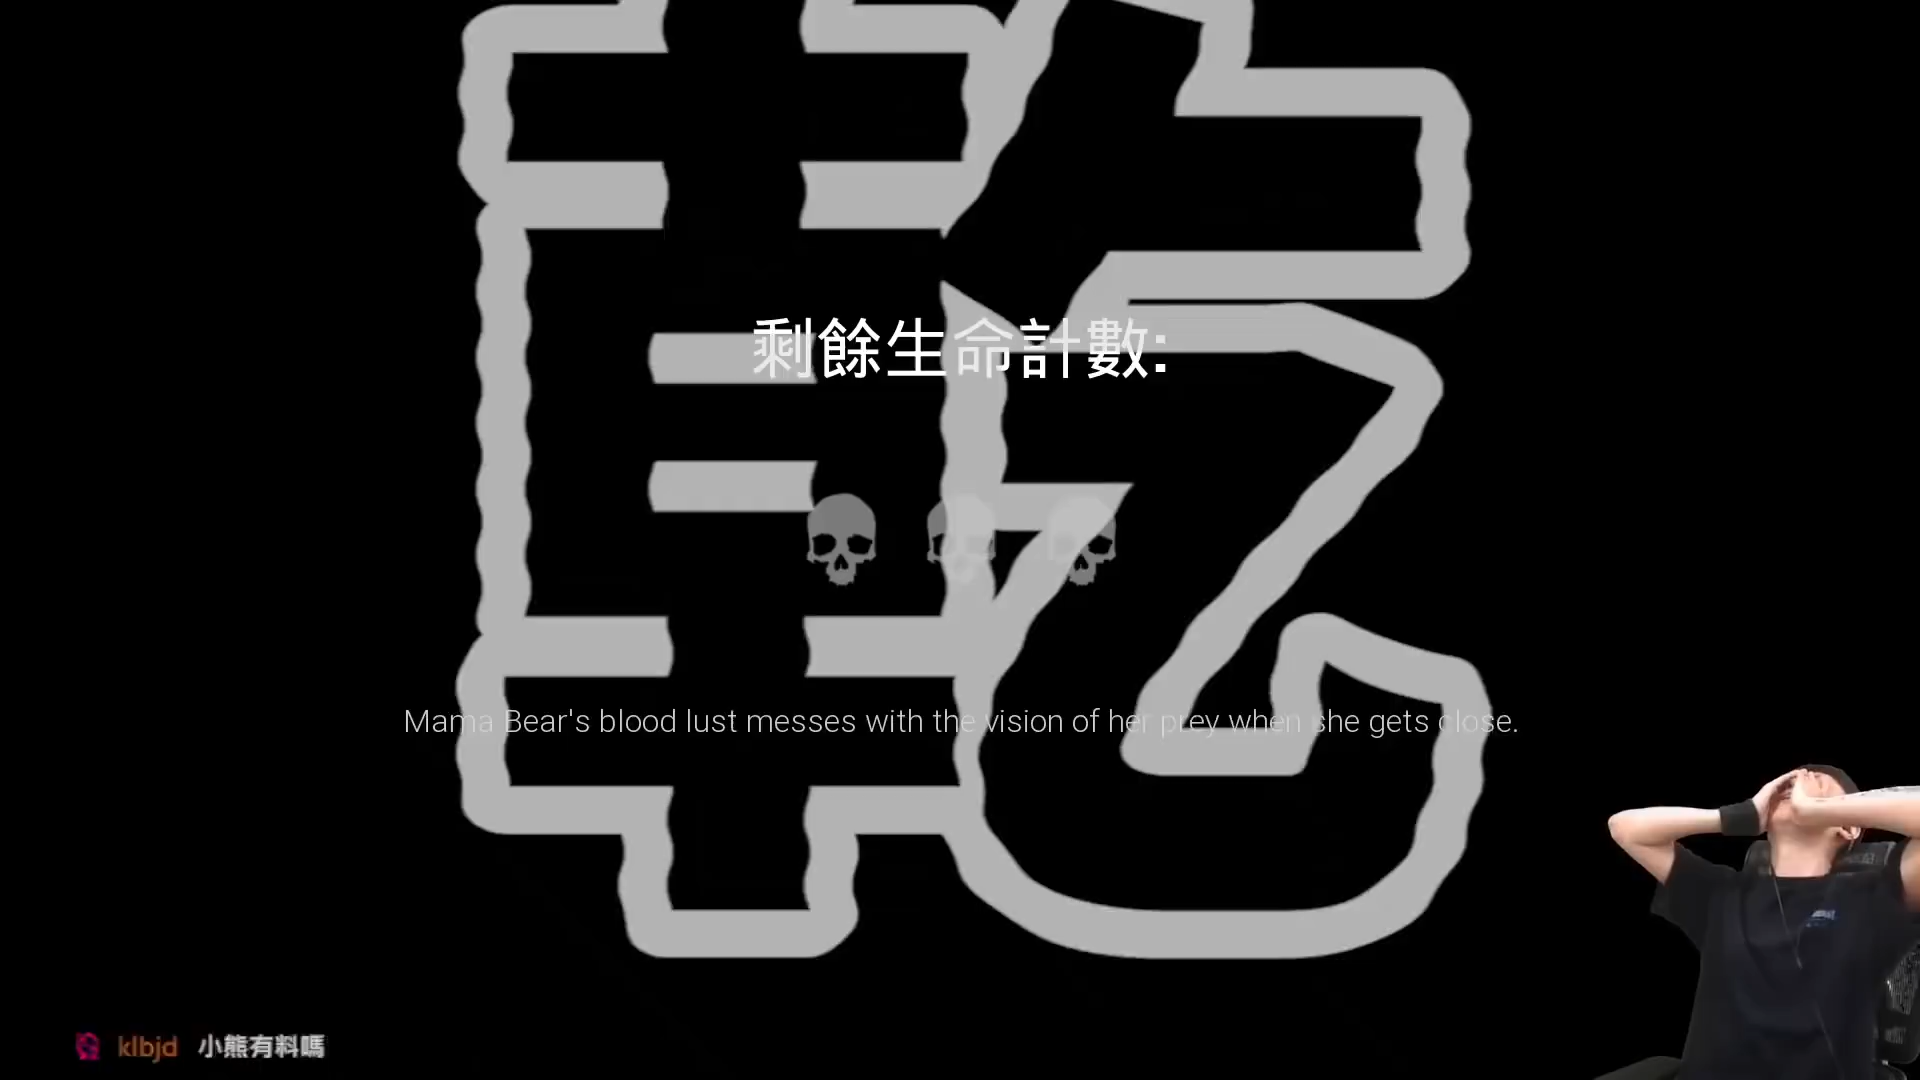 乾
剩餘生命計數:
Mama Bear's blood lust messes with the vision of her prey when she gets close.
klbjd 小熊有料嗎